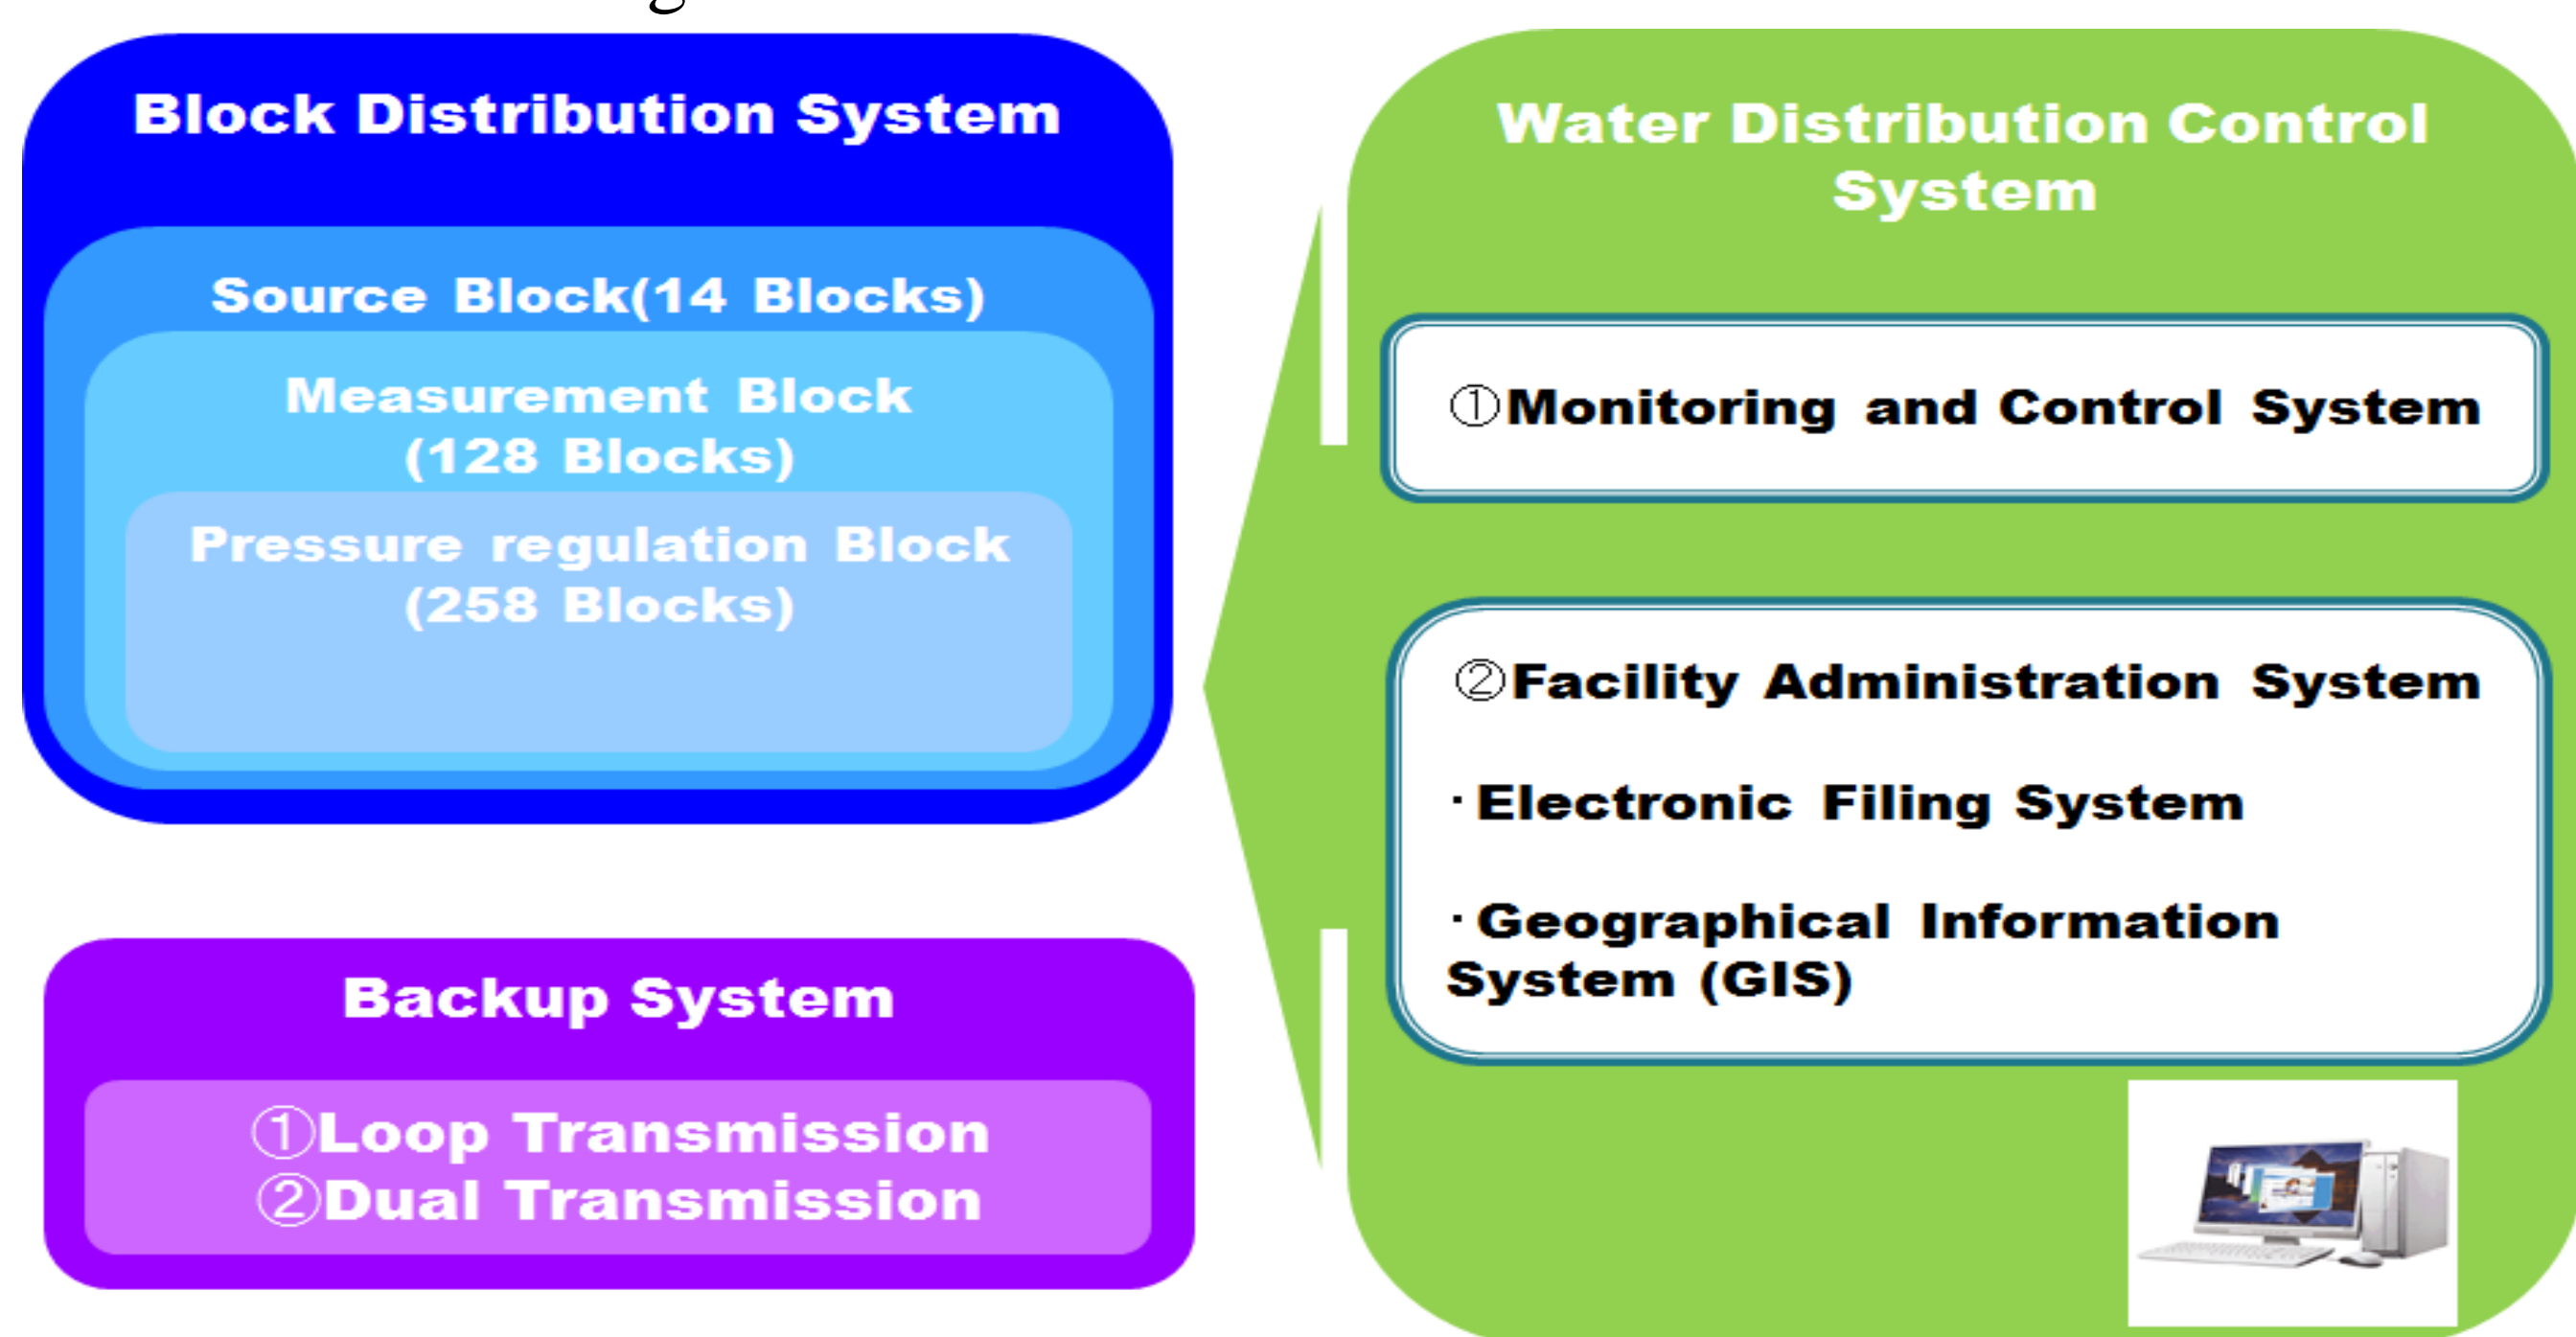 Block Distribution System
Source Block(14 Blocks)
Measurement Block
(128 Blocks)
Pressure regulation Block
(258 Blocks)
Backup System
①Loop Transmission
②Dual Transmission
Water Distribution Control
System
①Monitoring and Control System
②Facility Administration System
・Electronic Filing System
・Geographical Information
System (GIS)